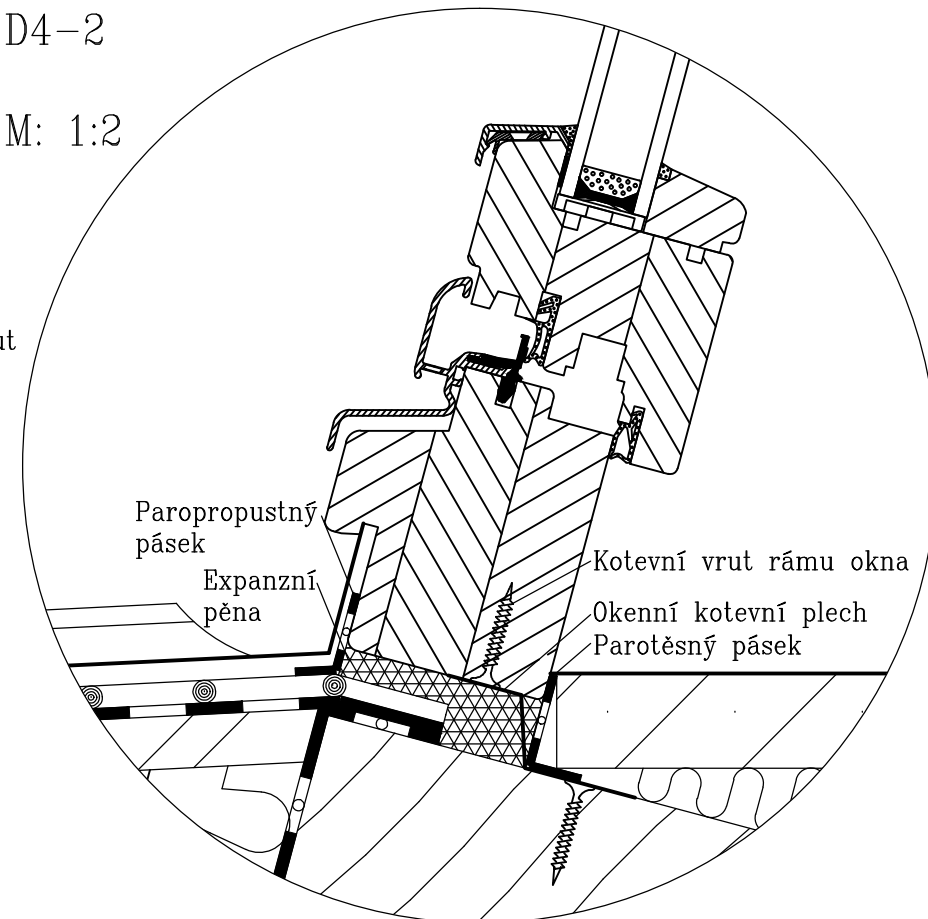 D4-2
M: 1:2
Paropropustný
pásek
Expanzní
pěna
Kotevní vrut rámu okna
Okenní kotevní plech
Parotěsný pásek